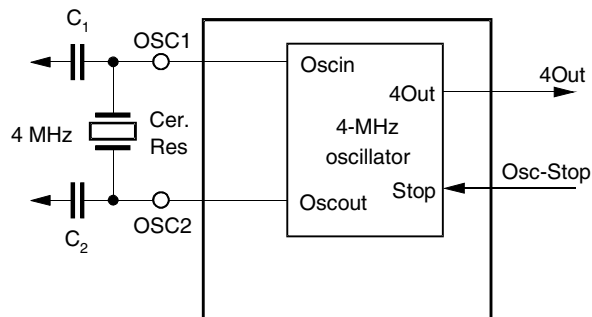 C1
OSC1
Oscin
4Out
4Out
4 MHz
Cer.
Res
4-MHz
oscillator
Osc-Stop
Stop
Oscout
OSC2
C2